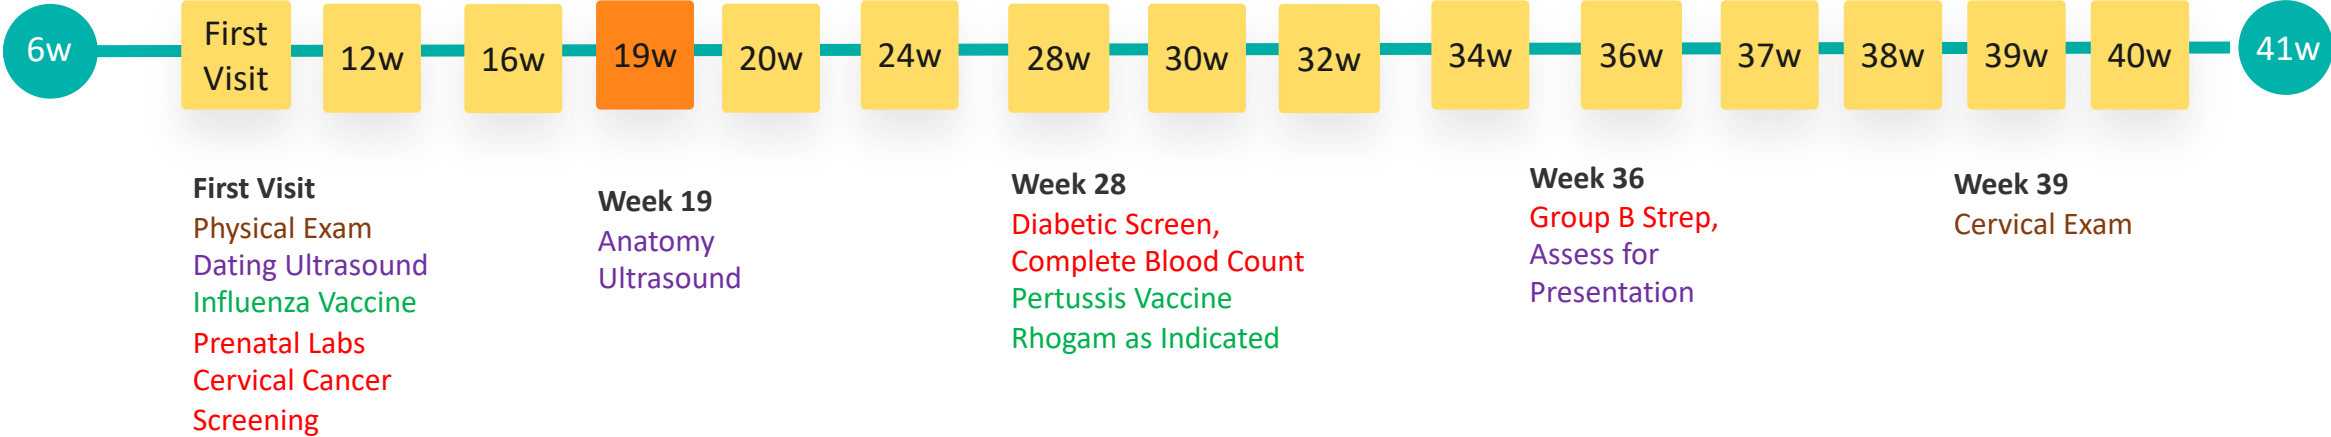 6w
First
Visit
12w
16w
19w
20w
24w
28w
30w
32w
34w
36w
37w
38w
39w
40w
41w
First Visit
Physical Exam
Dating Ultrasound
Influenza Vaccine
Prenatal Labs
Cervical Cancer
Screening
Week 19
Anatomy
Ultrasound
Week 28
Diabetic Screen,
Complete Blood Count
Pertussis Vaccine
Rhogam as Indicated
Week 36
Group B Strep,
Assess for
Presentation
Week 39
Cervical Exam